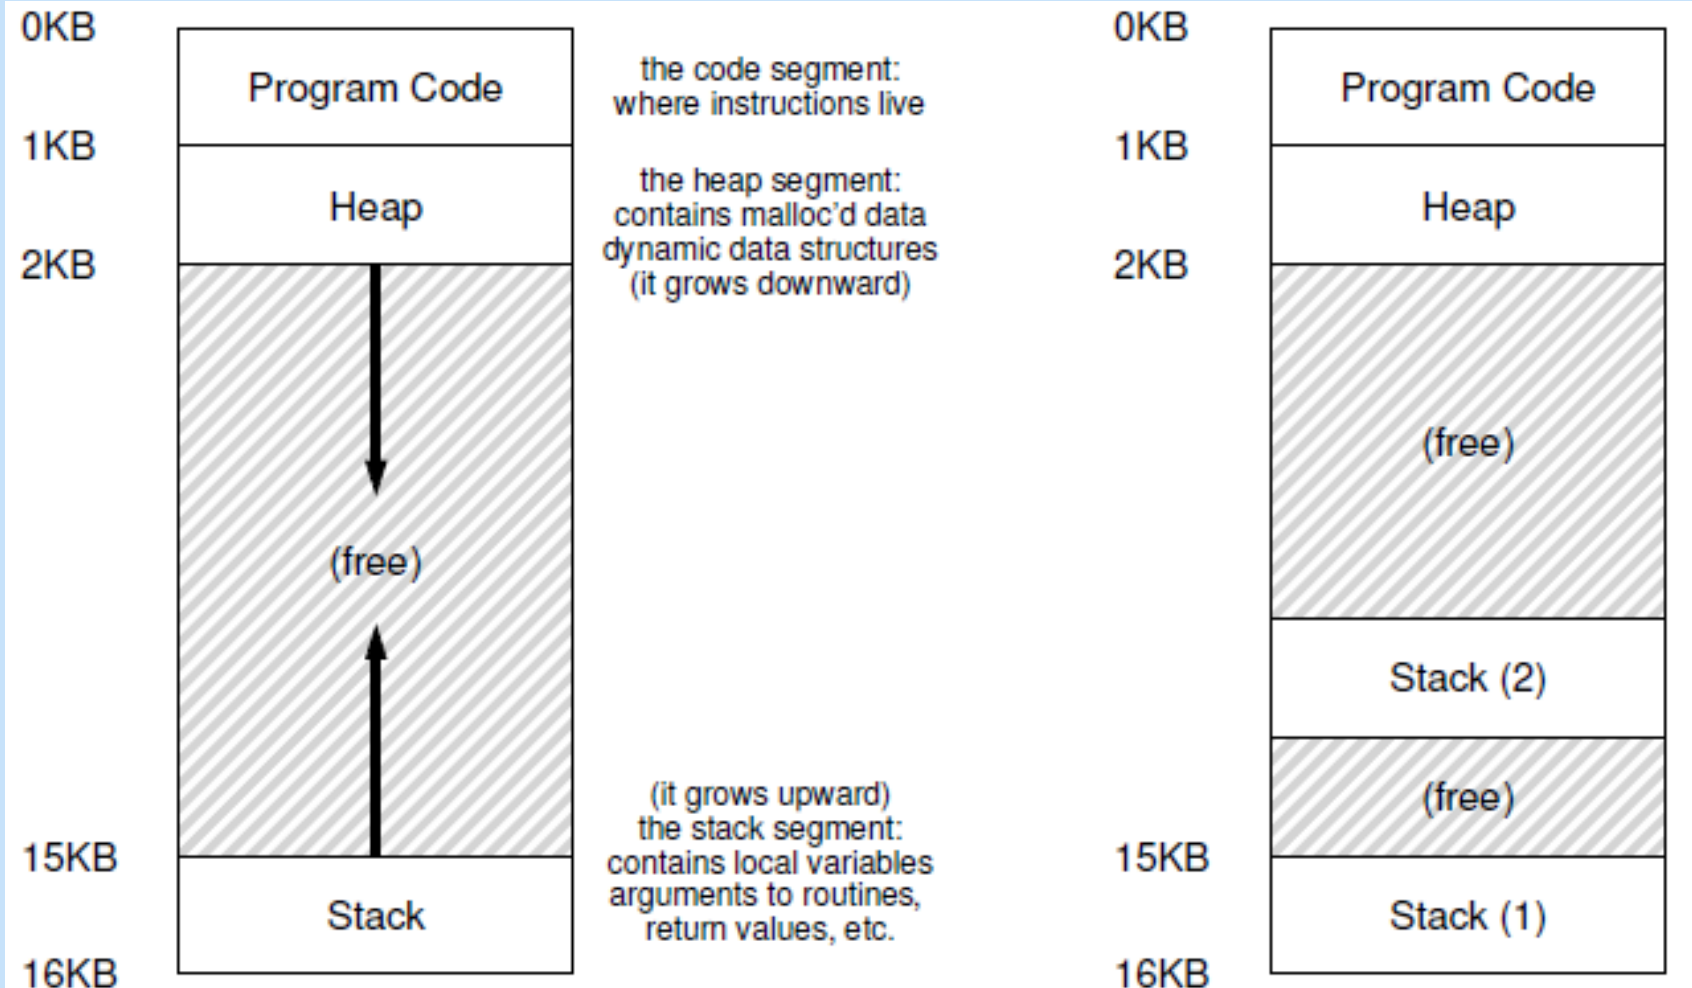 0KB
Program Code
the code segment:
where instructions live
1KB
Heap
the heap segment:
contains malloc'd data
dynamic data structures
(it grows downward)
2KB
(free)
(it grows upward)
the stack segment:
contains local variables
arguments to routines,
return values, etc.
15KB
Stack
16KB
0KB
Program Code
1KB
Heap
2KB
(free)
Stack (2)
(free)
15KB
Stack (1)
16KB